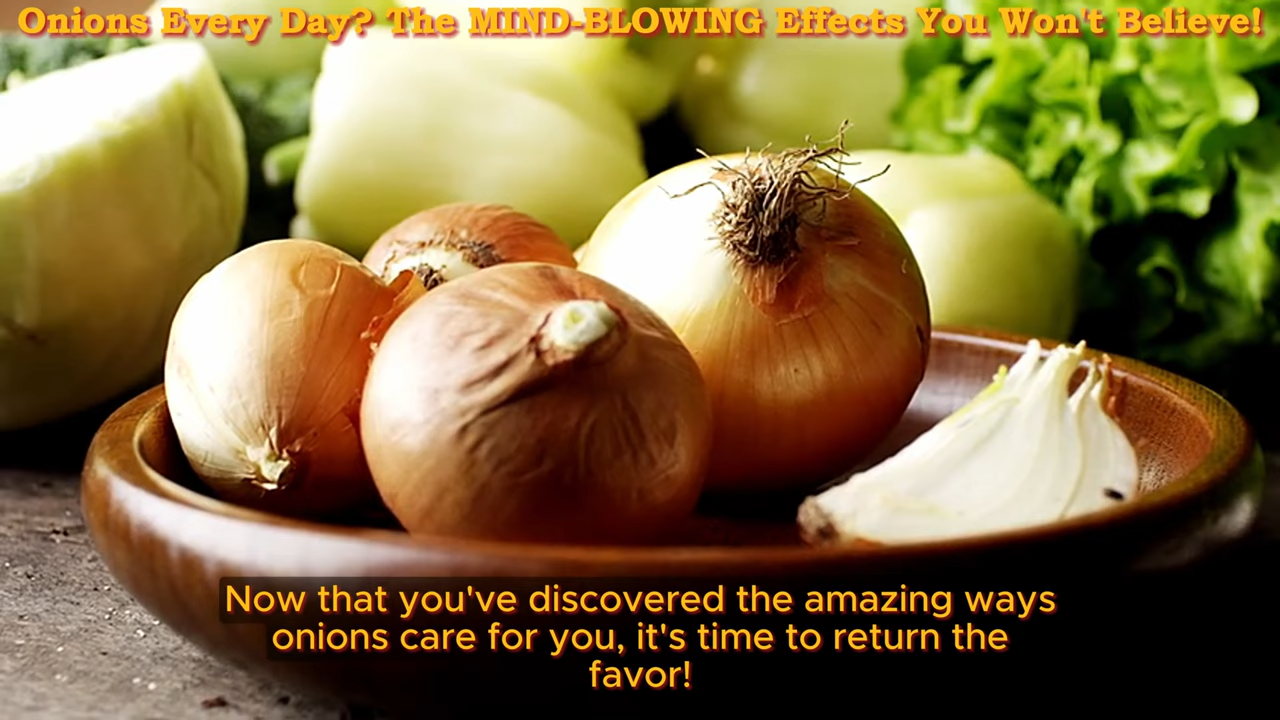 Onions Every Day? The MIND-BLOWING Effects You Won't Believe!
Now that you've discovered the amazing ways
onions care for you, it's time to return the
favor!